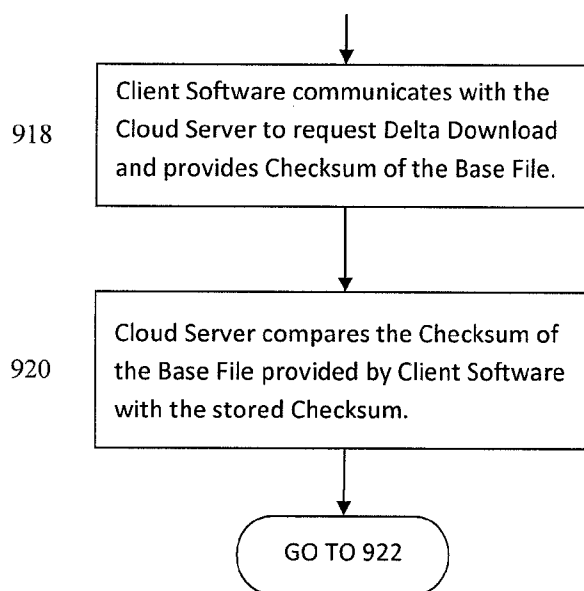 918
Client Software communicates with the
Cloud Server to request Delta Download
and provides Checksum of the Base File.
920
Cloud Server compares the Checksum of
the Base File provided by Client Software
with the stored Checksum.
GO TO 922